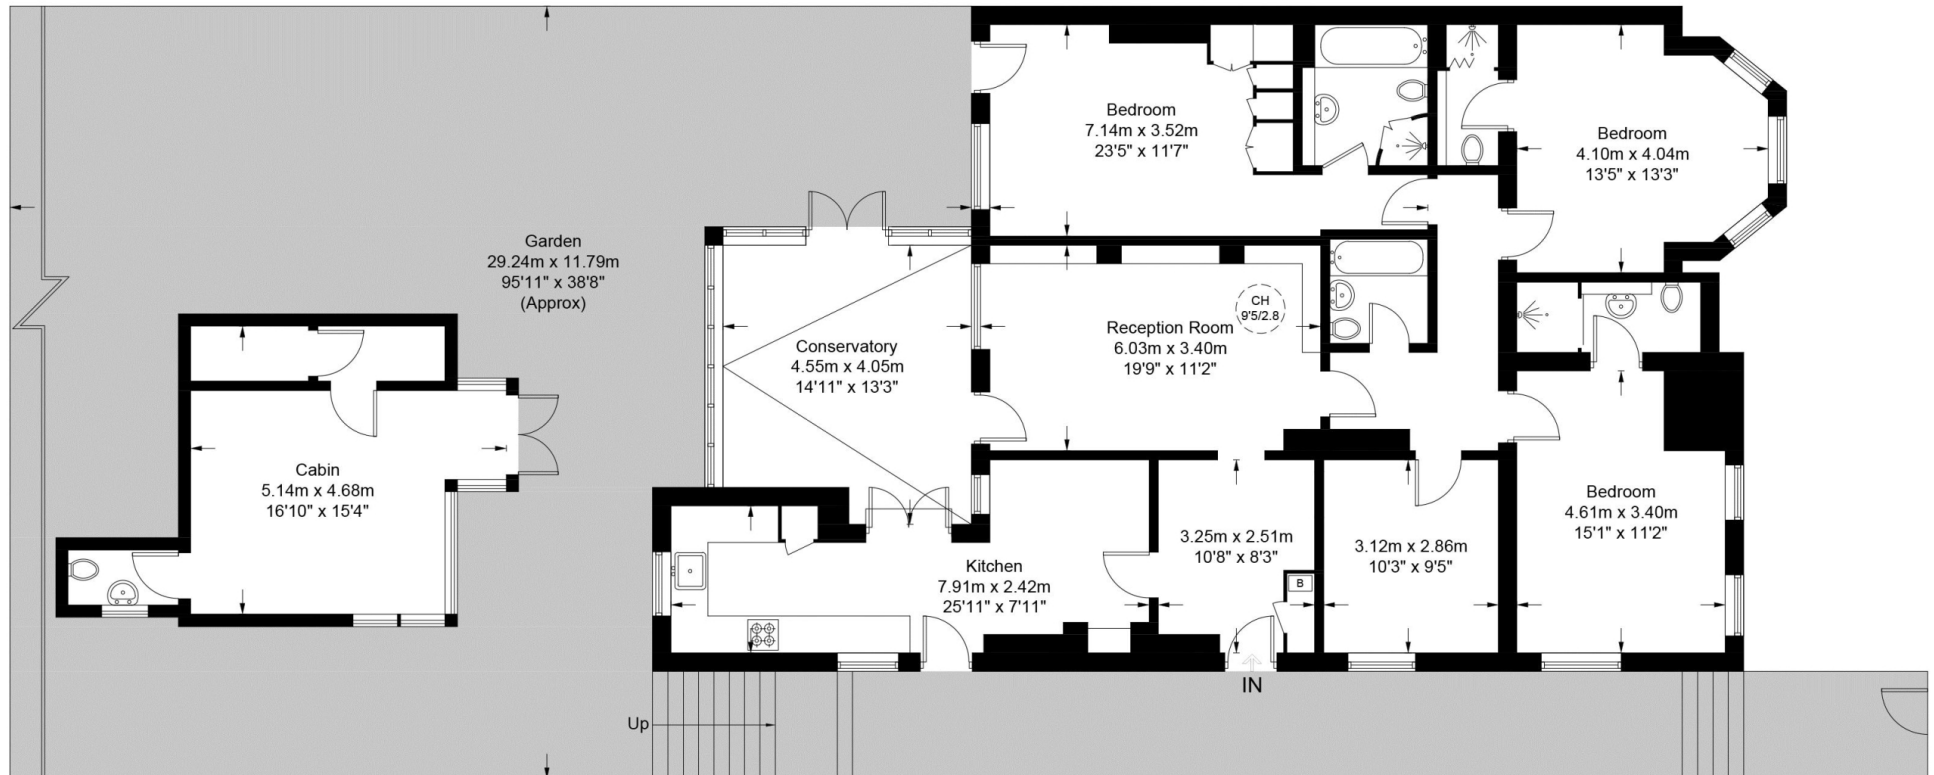 Bedroom
7.14m x 3.52m
23'5" x 11'7"
Bedroom
4.10m x 4.04m
13'5" x 13'3"
Garden
29.24m x 11.79m
95'11" x 38'8"
(Approx)
CH
9'5/2.8
Reception Room
6.03m x 3.40m
19'9" x 11'2"
Conservatory
4.55m x 4.05m
14'11" x 13'3"
Cabin
5.14m x 4.68m
16'10" x 15'4"
Bedroom
4.61m x 3.40m
15'1" x 11'2"
3.25m x 2.51m
10'8" x 8'3"
3.12m x 2.86m
10'3" x 9'5"
Kitchen
7.91m x 2.42m
25'11" x 7'11"
B
IN
Up